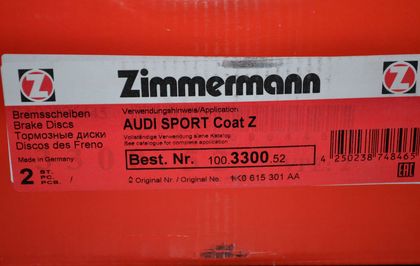 Z Zimmermann Z
Bremsscheiben
Brake Discs
Тормозные диски
Discos des Freno
Made in Germany
Verwendungshinweis/Application
AUDI SPORT Coat Z
Vollständige Verwendung siehe Katalog
See catalogue for complete application
Best. Nr. 100.3300.52
4 250238 748465
2 ST. PC. PCB. /
Original Nr. / Original No. 615 301 AA
EAC